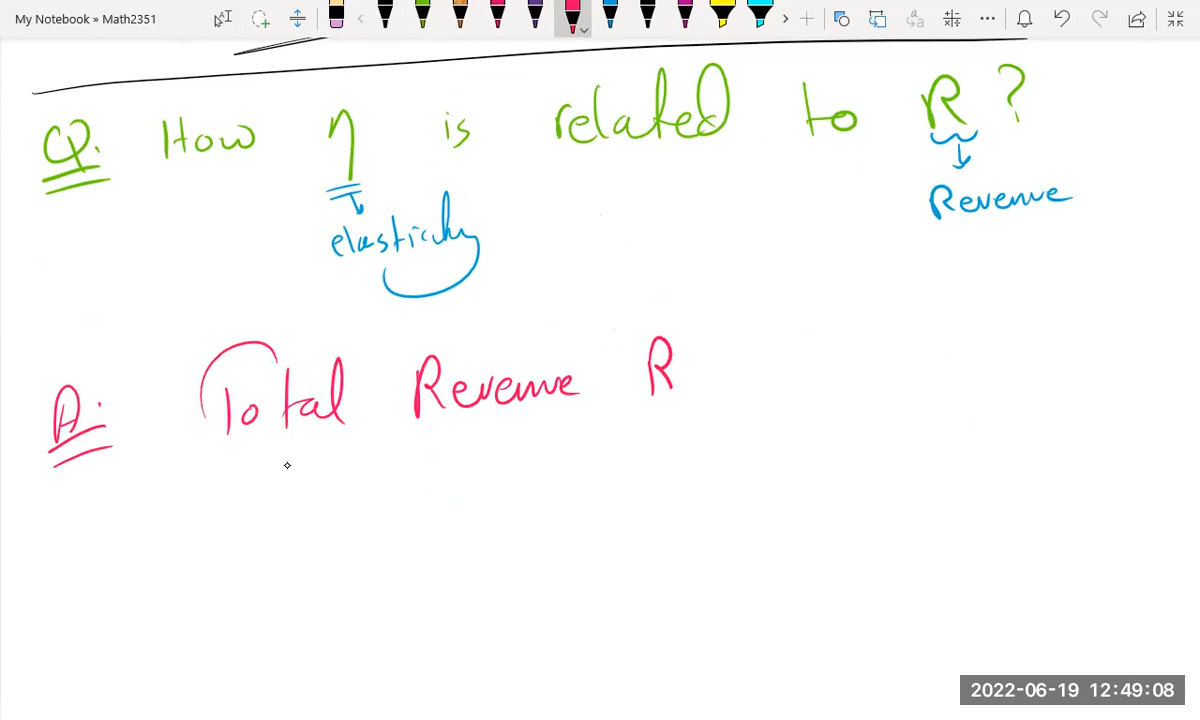 My Notebook » Math2351
Q. How η is related to R ?
elasticity
Revenue
A: Total Revenue R
2022-06-19 12:49:08